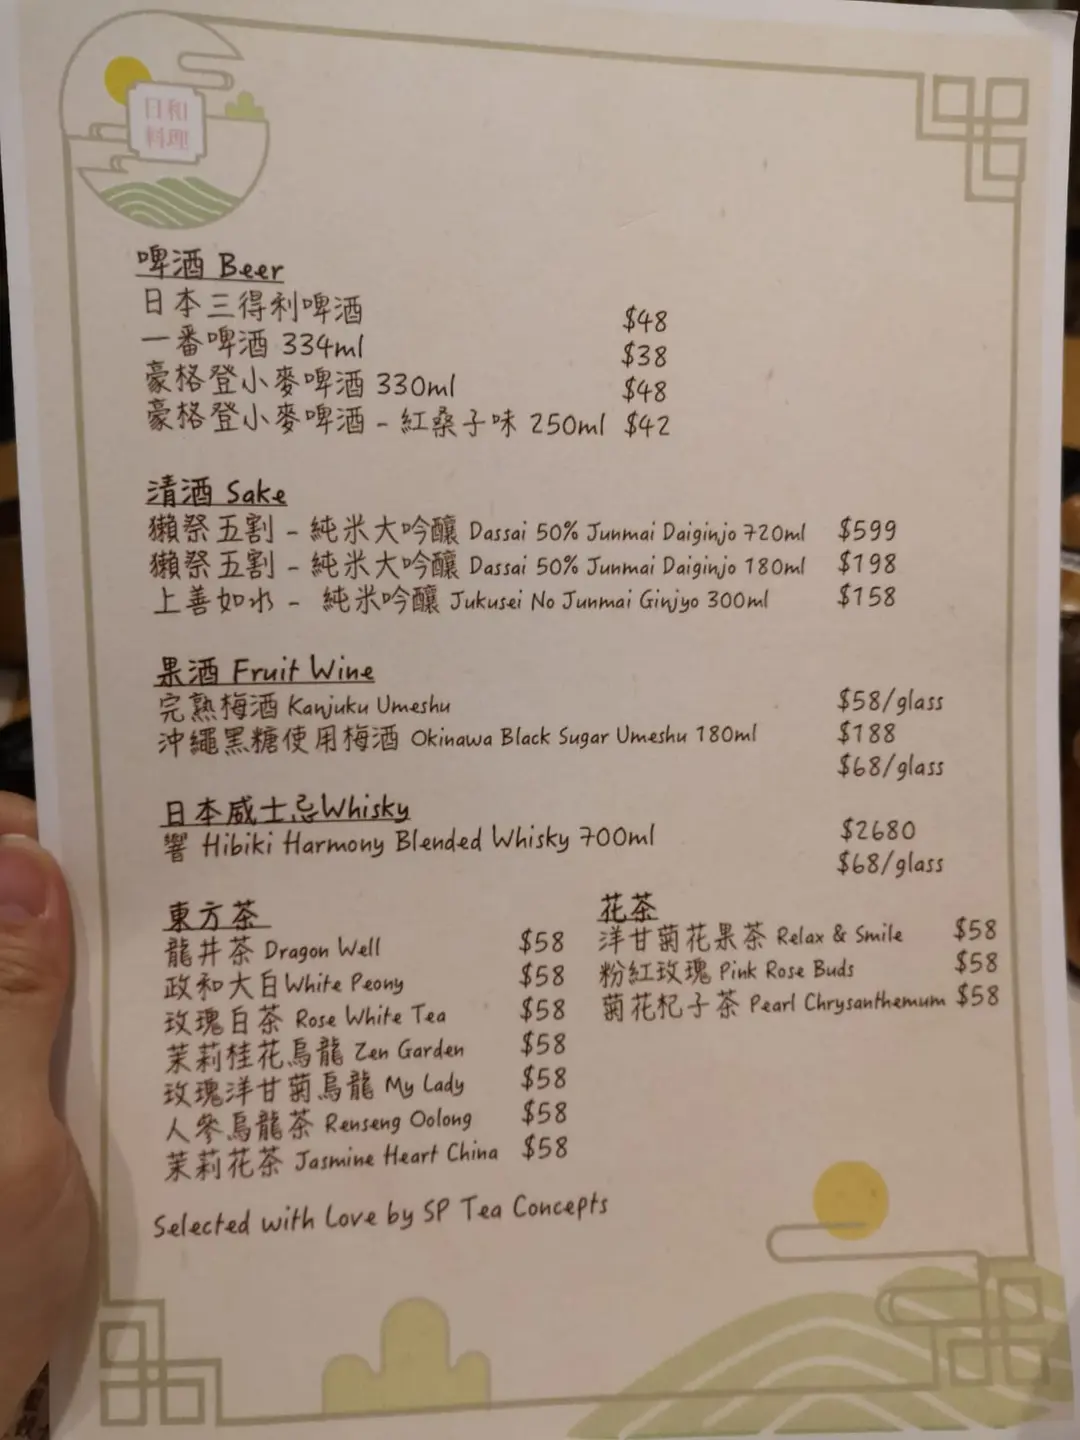 日和
料理
啤酒 Beer
日本三得利啤酒 $48
一番啤酒 334ml $38
豪格登小麥啤酒 330ml $48
豪格登小麥啤酒 - 紅桑子味 250ml $42
清酒 Sake
獺祭五割 - 純米大吟釀 Dassai 50% Junmai Daiginjo 720ml $599
獺祭五割 - 純米大吟釀 Dassai 50% Junmai Daiginjo 180ml $198
上善如水 - 純米吟釀 Jukusei No Junmai Ginjyo 300ml $158
果酒 Fruit Wine
完熟梅酒 Kanjuku Umeshu $58/glass
沖繩黑糖使用梅酒 Okinawa Black Sugar Umeshu 180ml $188
$68/glass
日本威士忌Whisky
響 Hibiki Harmony Blended Whisky 700ml $2680
$68/glass
東方茶
龍井茶 Dragon Well $58
政和大白White Peony $58
玫瑰白茶 Rose White Tea $58
茉莉桂花烏龍 Zen Garden $58
玫瑰洋甘菊烏龍 My Lady $58
人參烏龍茶 Renseng Oolong $58
茉莉花茶 Jasmine Heart China $58
花茶
洋甘菊花果茶 Relax & Smile $58
粉紅玫瑰 Pink Rose Buds $58
菊花杞子茶 Pearl Chrysanthemum $58
Selected with Love by SP Tea Concepts